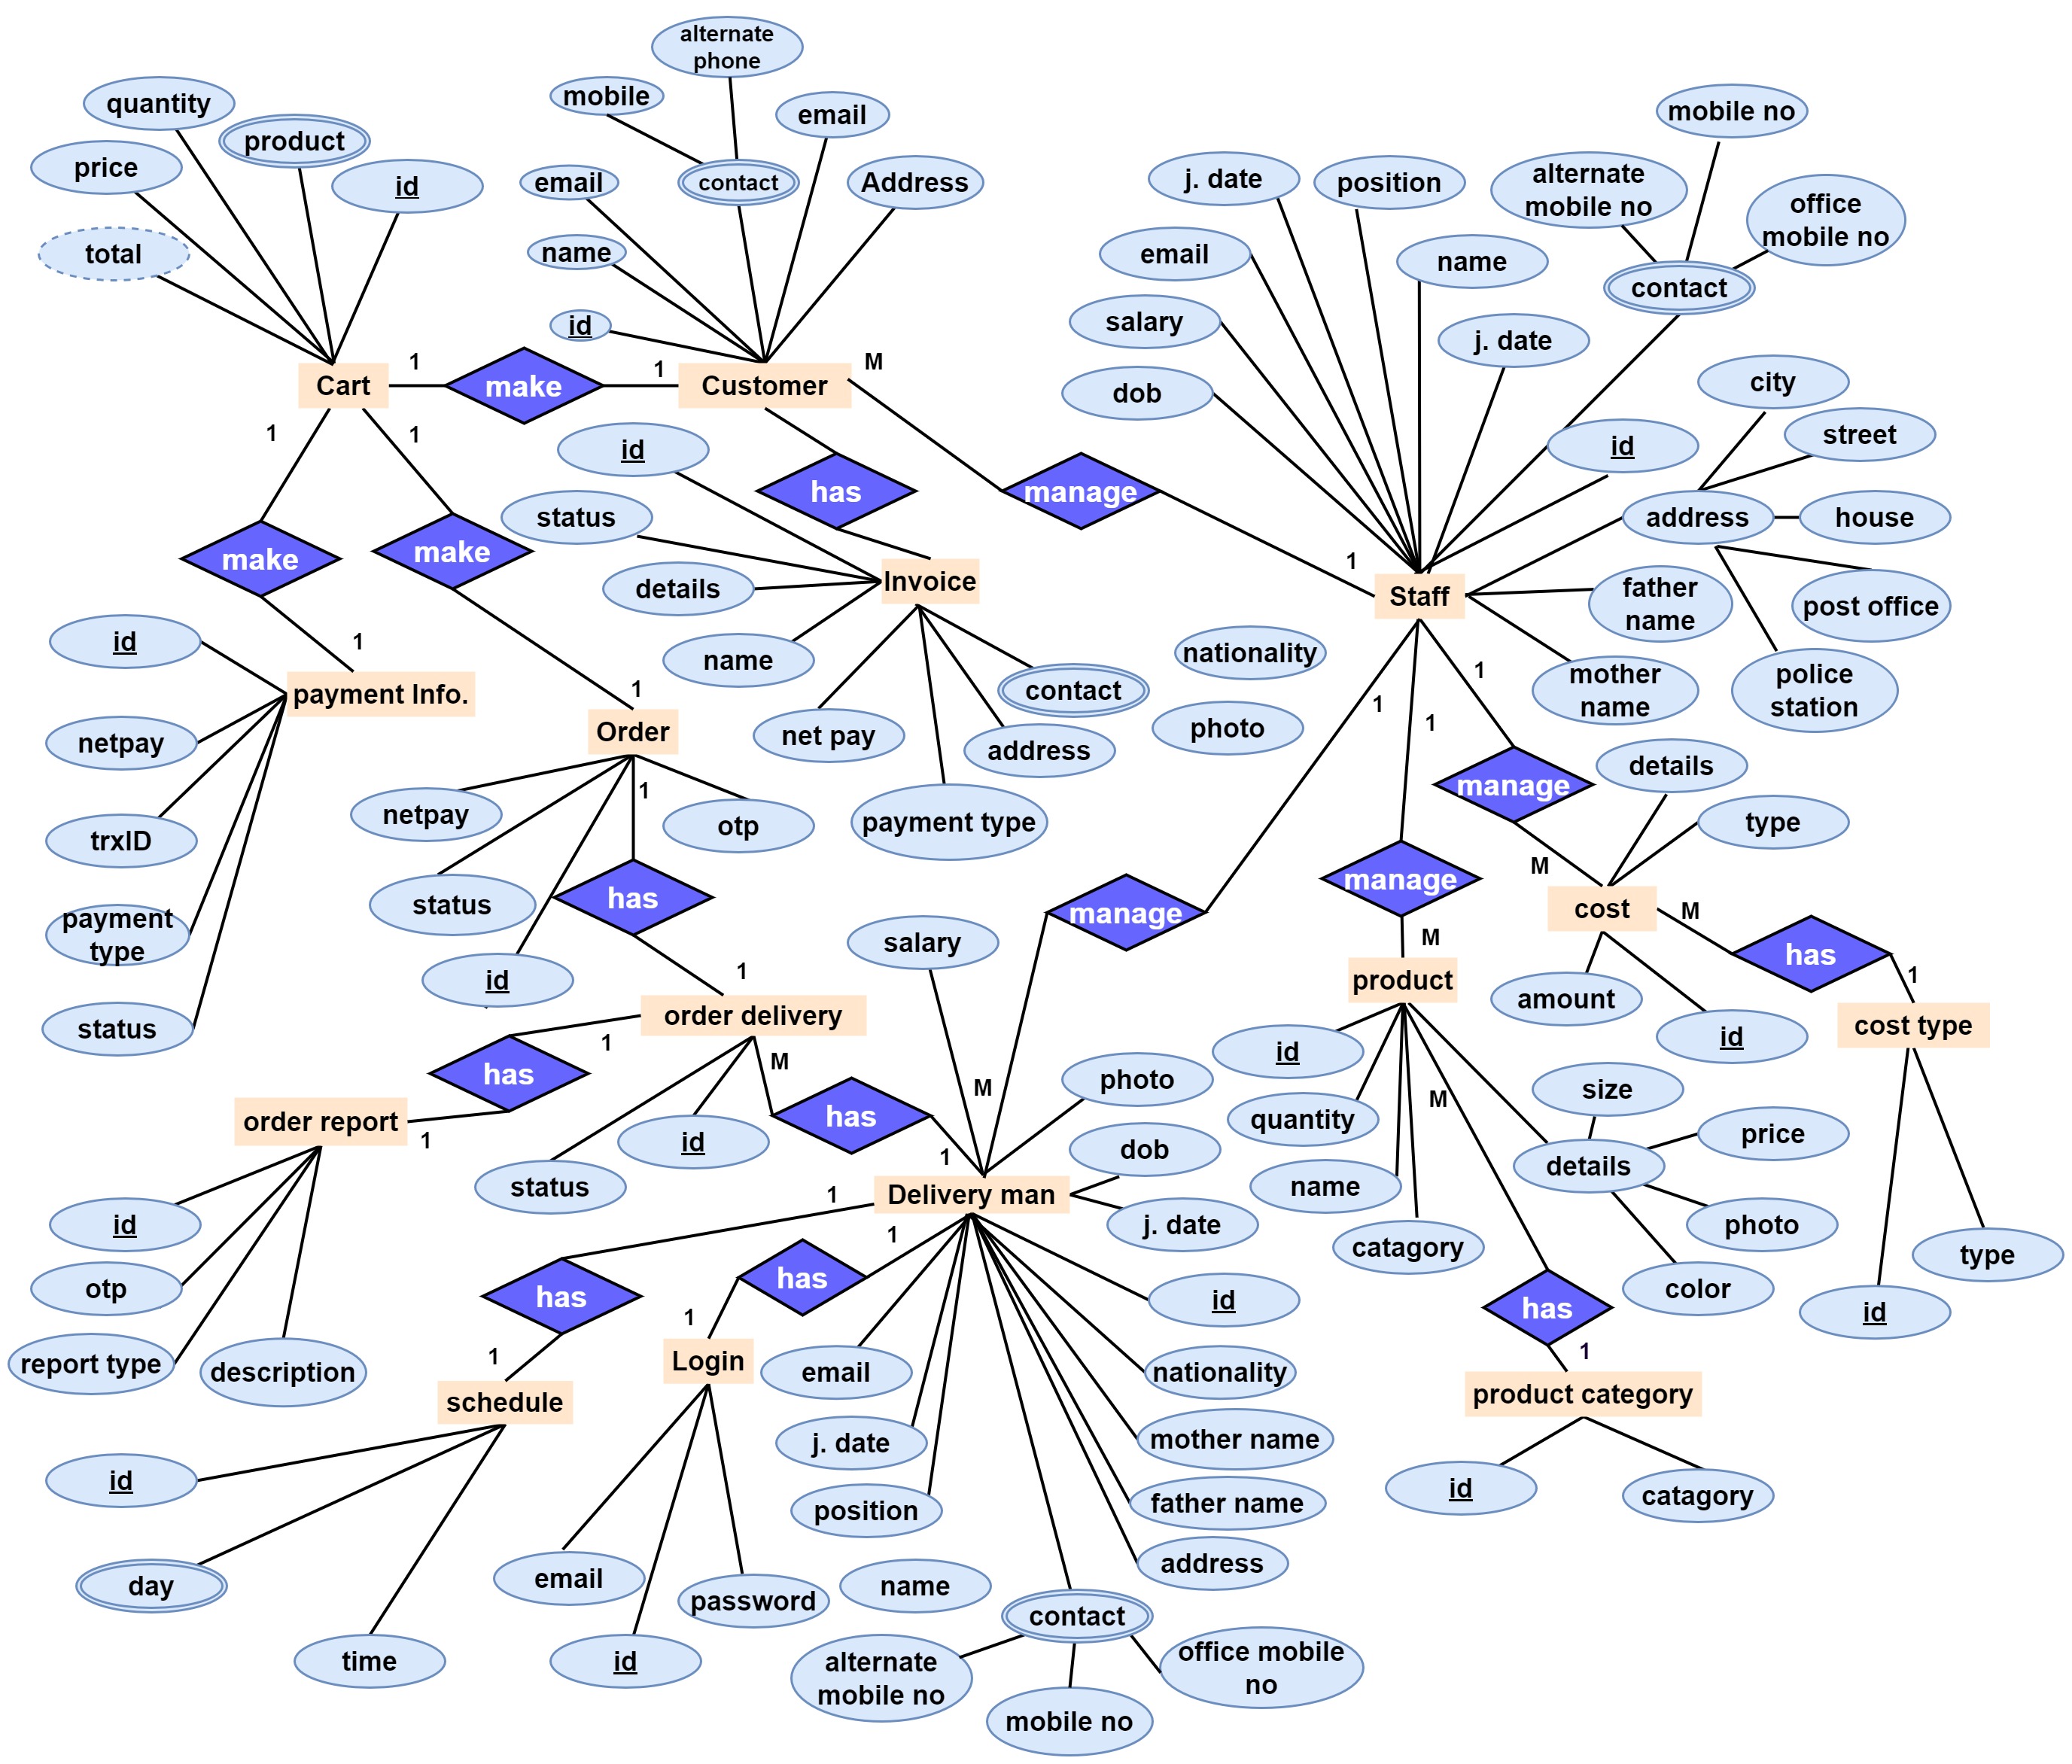 alternate
phone
quantity
mobile
email
mobile no
product
price
id
email
contact
Address
j. date
position
alternate
mobile no
office
mobile no
total
name
email
name
contact
id
salary
j. date
Cart
1
make
1
Customer
M
dob
city
street
id
1
1
id
has
manage
status
address
house
make
make
details
Invoice
1
Staff
father
name
post office
id
1
name
nationality
1
mother
name
police
station
payment Info.
1
contact
1
1
photo
netpay
Order
net pay
address
manage
details
1
netpay
otp
payment type
type
trxID
M
manage
status
has
manage
cost
M
payment
type
salary
M
has
id
1
product
amount
1
status
order delivery
cost type
id
1
id
has
M
M
photo
size
order report
1
has
quantity
M
price
id
dob
details
1
status
1
Delivery man
name
id
1
j. date
photo
otp
has
has
catagory
type
report type
description
1
1
id
color
has
id
schedule
Login
email
nationality
1
product category
j. date
mother name
id
position
father name
id
catagory
day
email
password
name
address
contact
time
id
alternate
mobile no
office mobile
no
mobile no